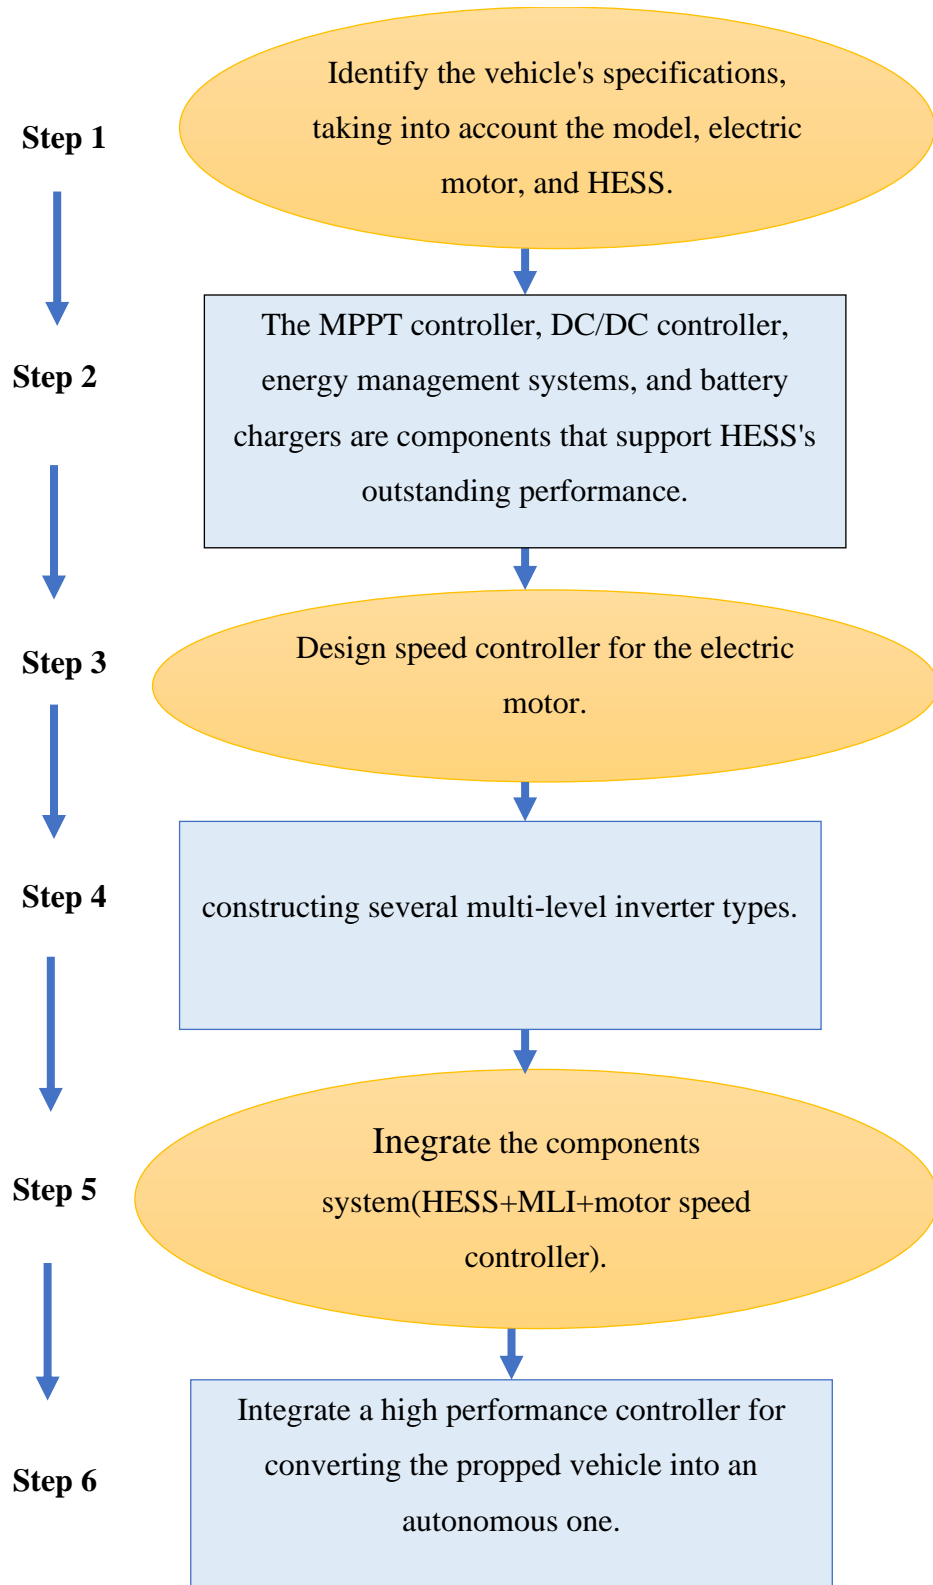 Step 1
Identify the vehicle's specifications,
taking into account the model, electric
motor, and HESS.
Step 2
The MPPT controller, DC/DC controller,
energy management systems, and battery
chargers are components that support HESS's
outstanding performance.
Step 3
Design speed controller for the electric
motor.
Step 4
constructing several multi-level inverter types.
Step 5
Inegrate the components
system(HESS+MLI+motor speed
controller).
Step 6
Integrate a high performance controller for
converting the propped vehicle into an
autonomous one.